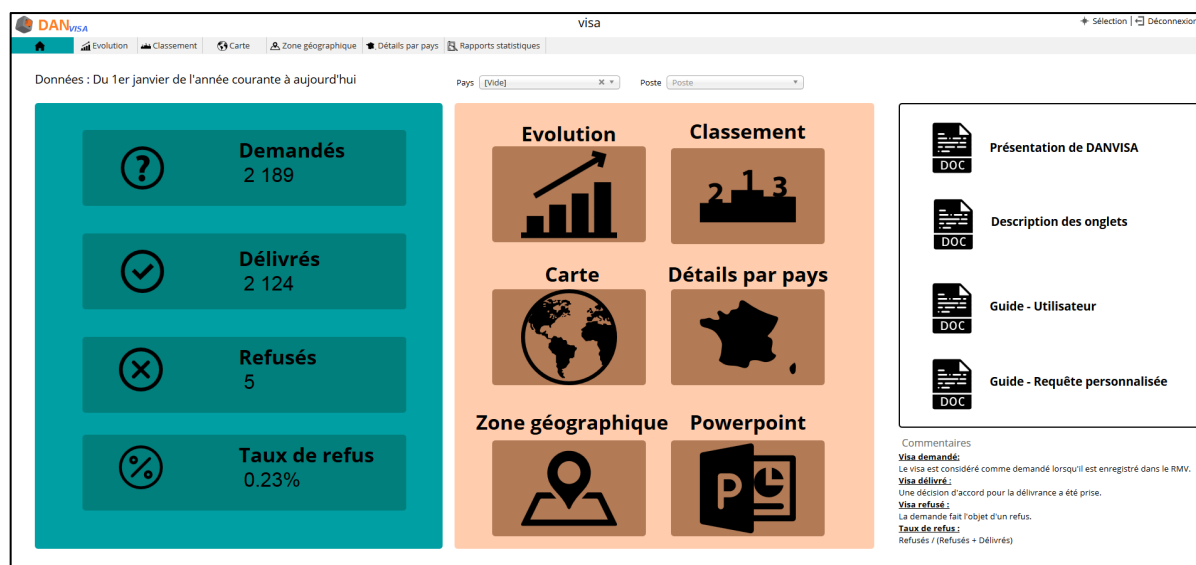 DANVISA
visa
Sélection | Déconnexion
Evolution Classement Carte Zone géographique Détails par pays Rapports statistiques
Données : Du 1er janvier de l'année courante à aujourd'hui
Pays [Vide] Poste Poste
Demandés
2 189
Délivrés
2 124
Refusés
5
Taux de refus
0.23%
Evolution
Classement
2 1 3
Carte
Détails par pays
Zone géographique
Powerpoint
P
DOC
Présentation de DANVISA
DOC
Description des onglets
DOC
Guide - Utilisateur
DOC
Guide - Requête personnalisée
Commentaires
Visa demandé:
Le visa est considéré comme demandé lorsqu'il est enregistré dans le RMV.
Visa délivré :
Une décision d'accord pour la délivrance a été prise.
Visa refusé :
La demande fait l'objet d'un refus.
Taux de refus :
Refusés / (Refusés + Délivrés)